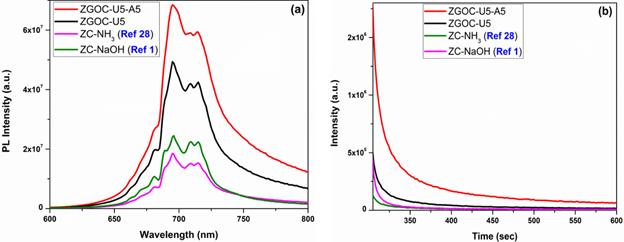 (a)
ZGOC-U5-A5
ZGOC-U5
ZC-NH3 (Ref 28)
ZC-NaOH (Ref 1)
6x10^7
4x10^7
2x10^7
0
PL Intensity (a.u.)
600 650 700 750 800
Wavelength (nm)
(b)
ZGOC-U5-A5
ZGOC-U5
ZC-NH3 (Ref 28)
ZC-NaOH (Ref 1)
2x10^6
1x10^6
5x10^5
0
Intensity (a.u.)
350 400 450 500 550 600
Time (sec)